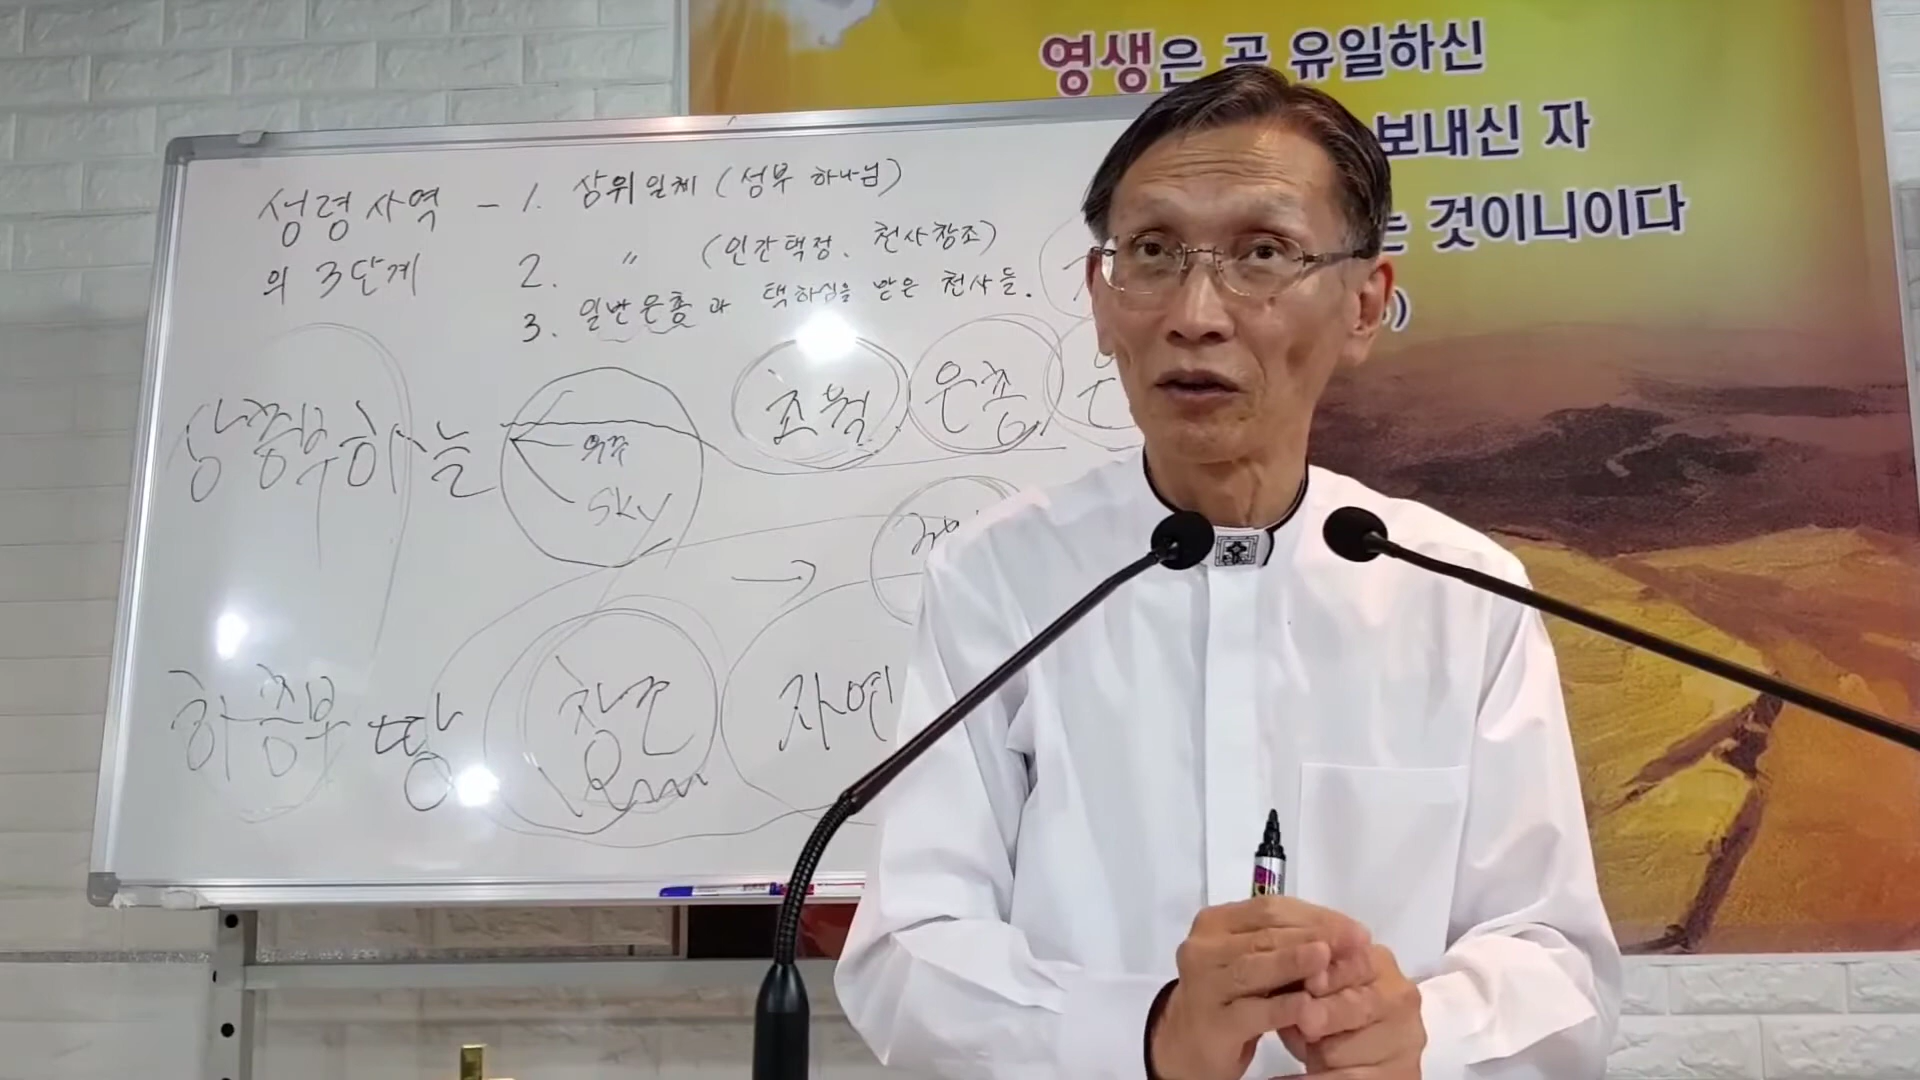 영생은 곧 유일하신
보내신 자
는 것이니이다
성령사역 - 1. 삼위일체 (성부 하나님)
의 3단계 2. 〃 (인간택정, 천사창조)
3. 일반은총과 택하심을 받은 천사들.
초월 은총
상층부하늘
우주
Sky
하층부 땅 창조 자연